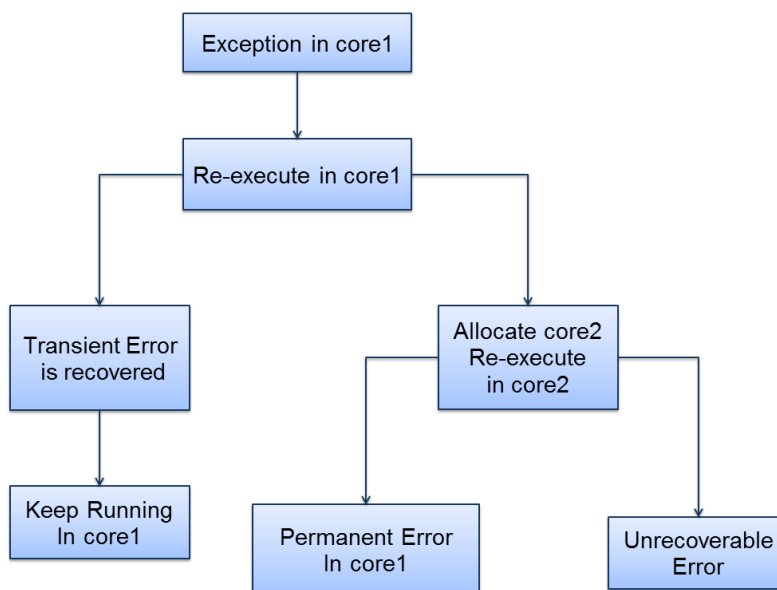 Exception in core1
Re-execute in core1
Transient Error
is recovered
Allocate core2
Re-execute
in core2
Keep Running
In core1
Permanent Error
In core1
Unrecoverable
Error